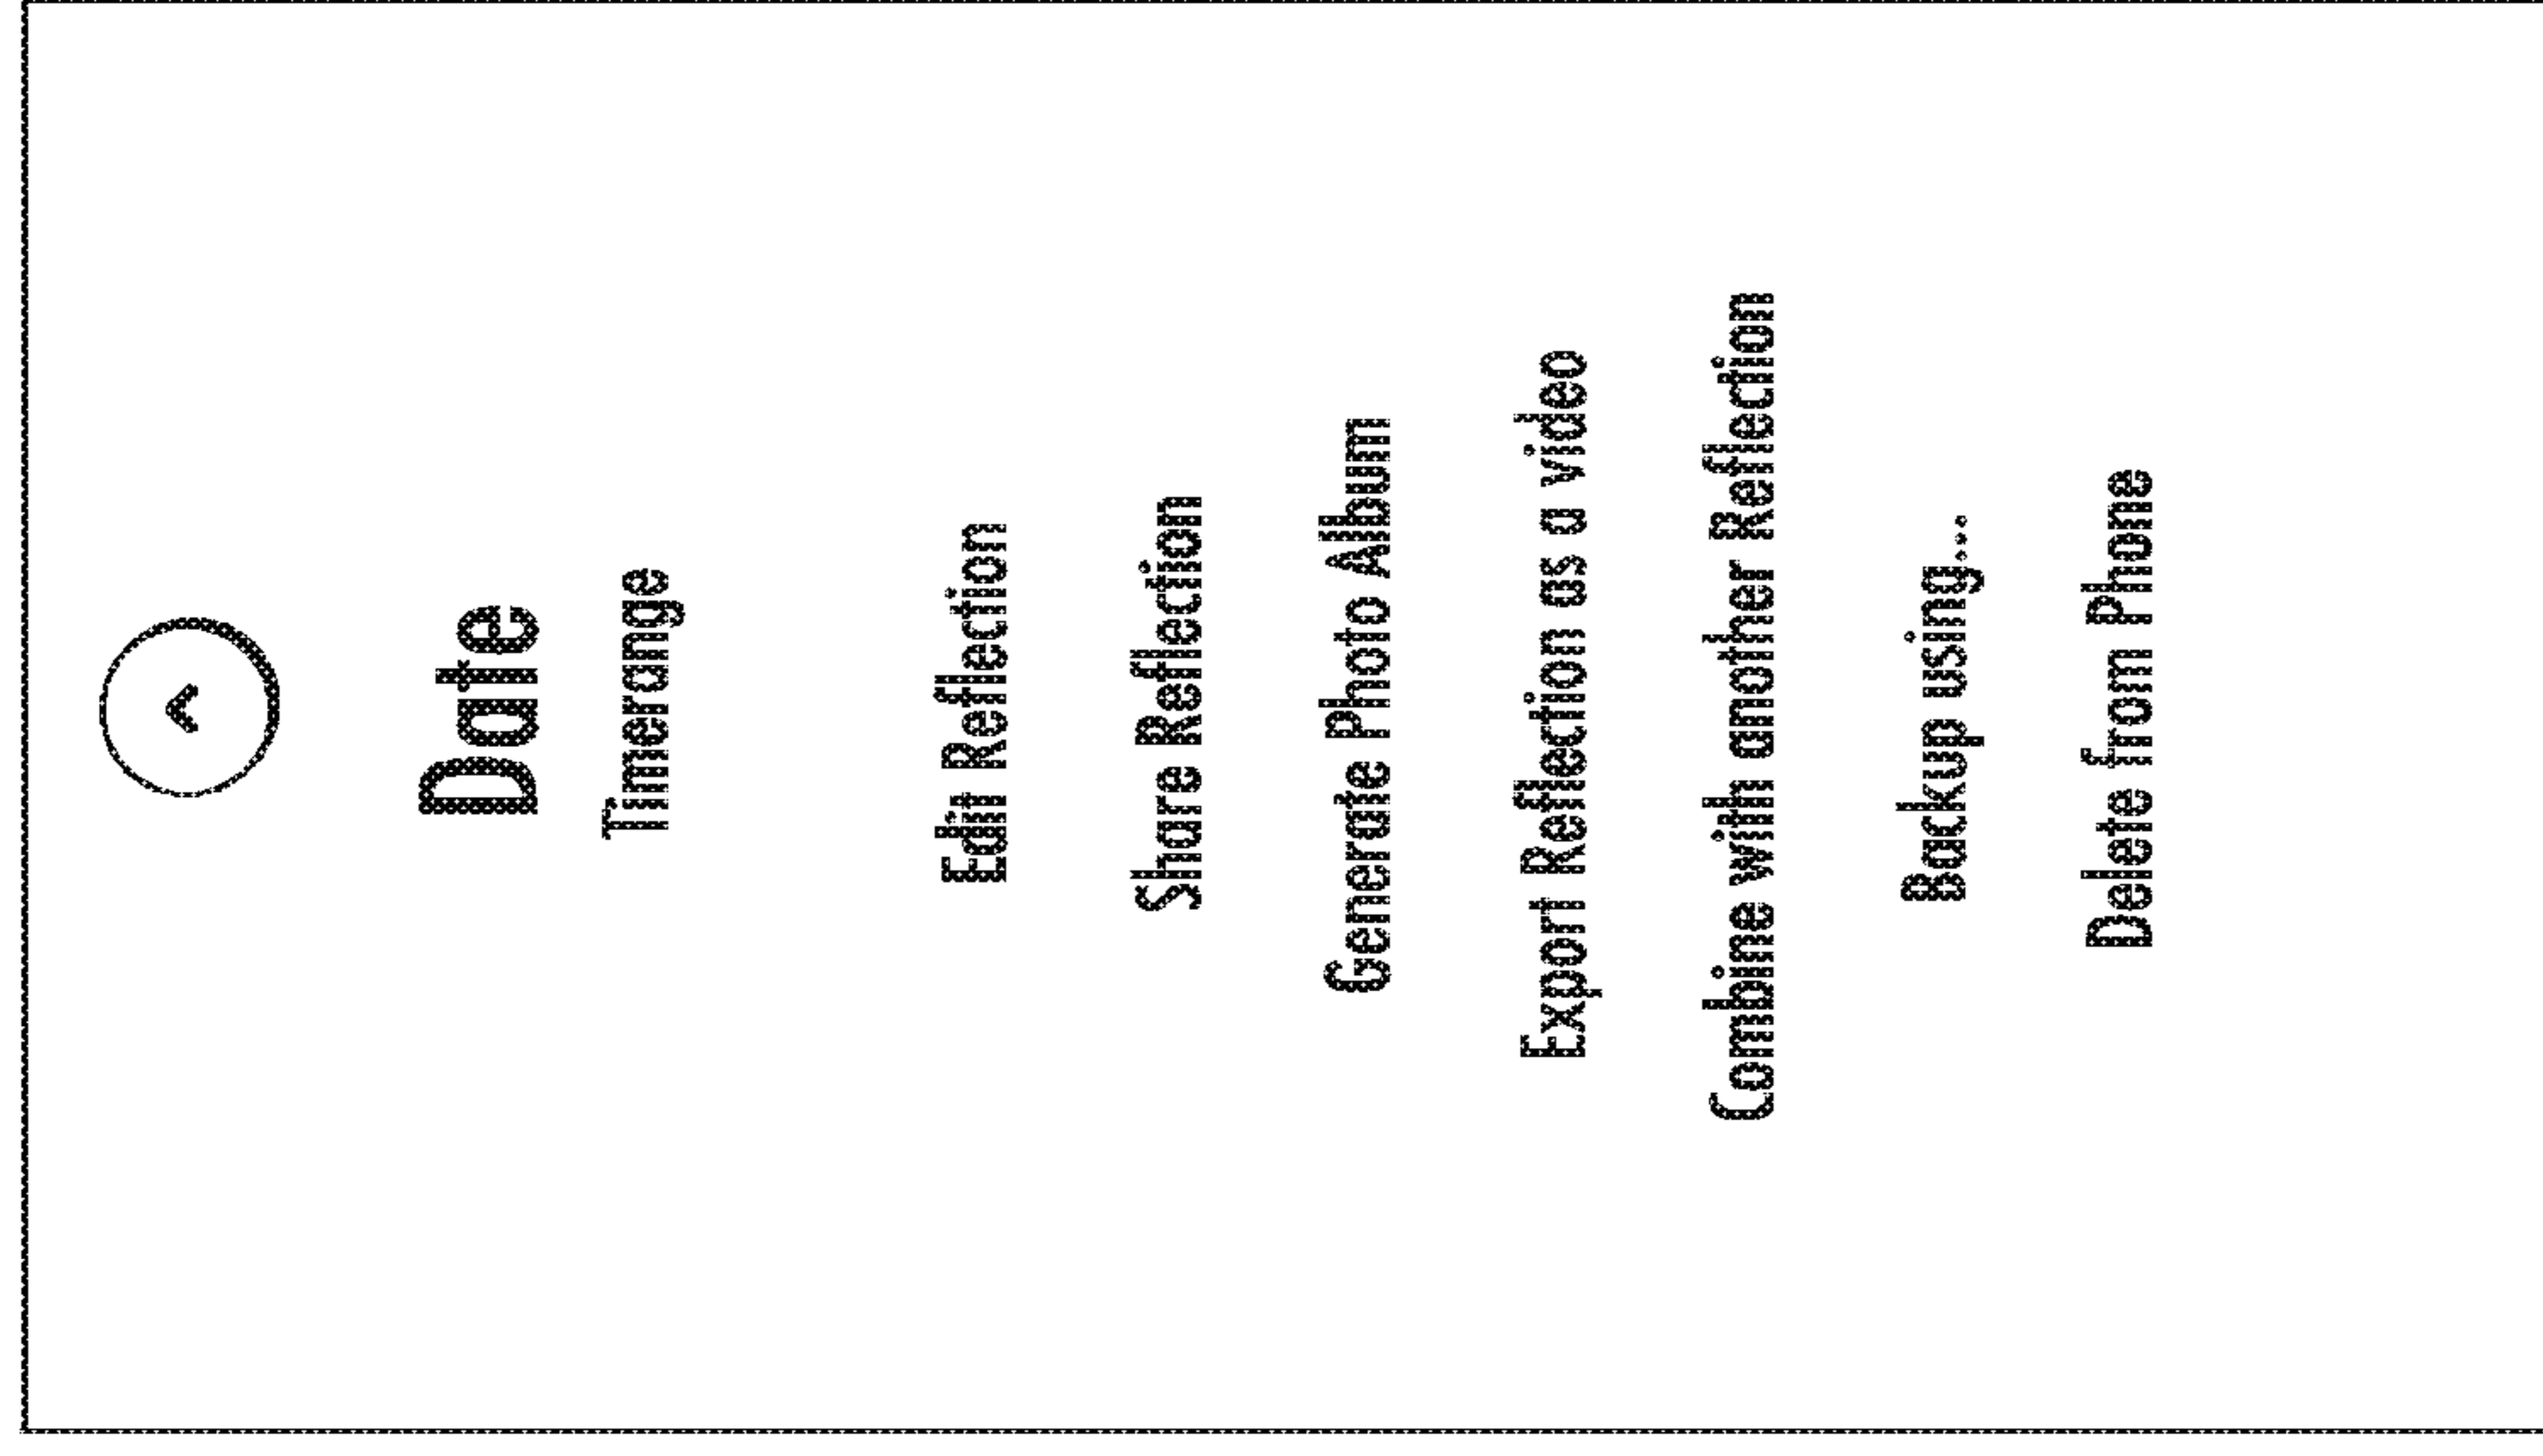 Date
Timerange
Edit Reflection
Share Reflection
Generate Photo Album
Export Reflection as a video
Combine with another Reflection
Backup using...
Delete from Phone